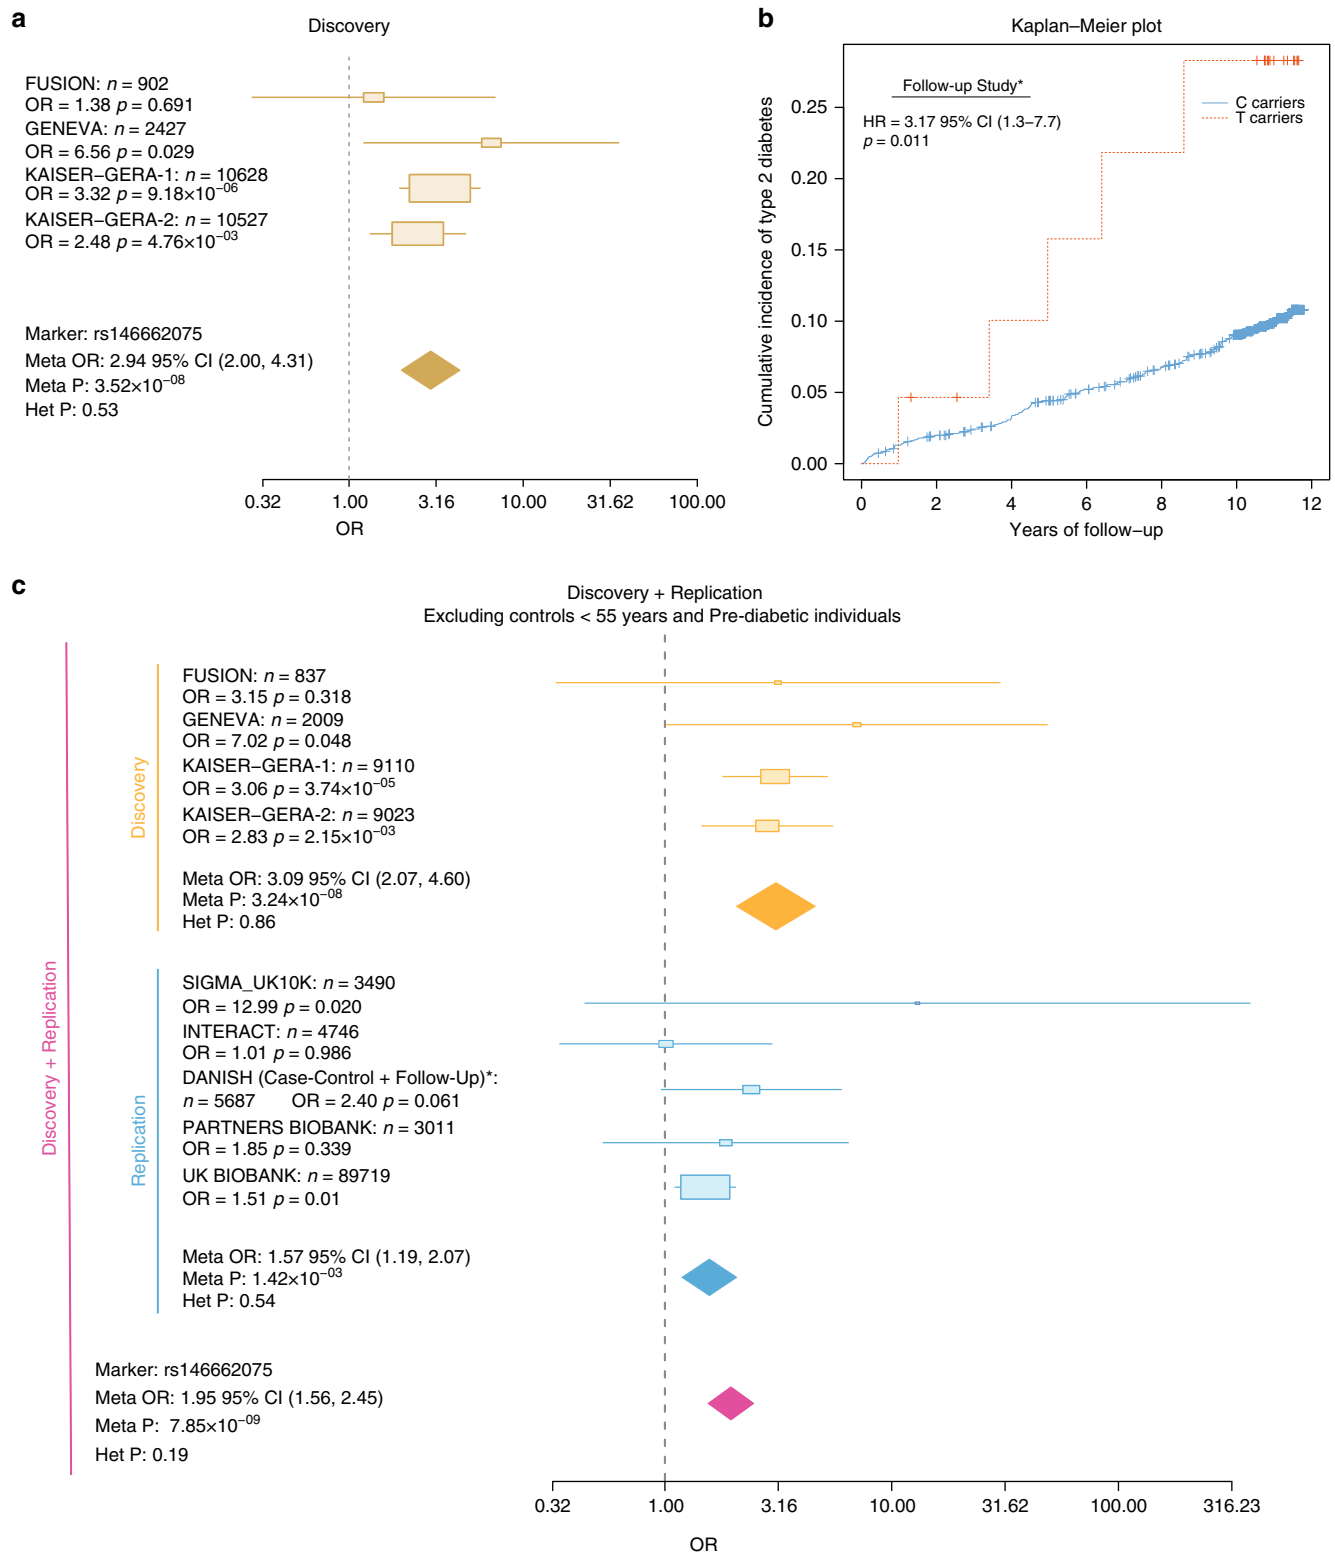 a
Discovery
FUSION: n = 902
OR = 1.38 p = 0.691
GENEVA: n = 2427
OR = 6.56 p = 0.029
KAISER–GERA-1: n = 10628
OR = 3.32 p = 9.18×10⁻⁰⁶
KAISER–GERA-2: n = 10527
OR = 2.48 p = 4.76×10⁻⁰³
Marker: rs146662075
Meta OR: 2.94 95% CI (2.00, 4.31)
Meta P: 3.52×10⁻⁰⁸
Het P: 0.53
0.32 1.00 3.16 10.00 31.62 100.00
OR
b
Kaplan–Meier plot
Follow-up Study*
HR = 3.17 95% CI (1.3–7.7)
p = 0.011
C carriers
T carriers
Cumulative incidence of type 2 diabetes
0.25
0.20
0.15
0.10
0.05
0.00
0 2 4 6 8 10 12
Years of follow–up
c
Discovery + Replication
Excluding controls < 55 years and Pre-diabetic individuals
Discovery + Replication
Discovery
FUSION: n = 837
OR = 3.15 p = 0.318
GENEVA: n = 2009
OR = 7.02 p = 0.048
KAISER–GERA-1: n = 9110
OR = 3.06 p = 3.74×10⁻⁰⁵
KAISER–GERA-2: n = 9023
OR = 2.83 p = 2.15×10⁻⁰³
Meta OR: 3.09 95% CI (2.07, 4.60)
Meta P: 3.24×10⁻⁰⁸
Het P: 0.86
Replication
SIGMA_UK10K: n = 3490
OR = 12.99 p = 0.020
INTERACT: n = 4746
OR = 1.01 p = 0.986
DANISH (Case-Control + Follow-Up)*:
n = 5687 OR = 2.40 p = 0.061
PARTNERS BIOBANK: n = 3011
OR = 1.85 p = 0.339
UK BIOBANK: n = 89719
OR = 1.51 p = 0.01
Meta OR: 1.57 95% CI (1.19, 2.07)
Meta P: 1.42×10⁻⁰³
Het P: 0.54
Marker: rs146662075
Meta OR: 1.95 95% CI (1.56, 2.45)
Meta P: 7.85×10⁻⁰⁹
Het P: 0.19
0.32 1.00 3.16 10.00 31.62 100.00 316.23
OR